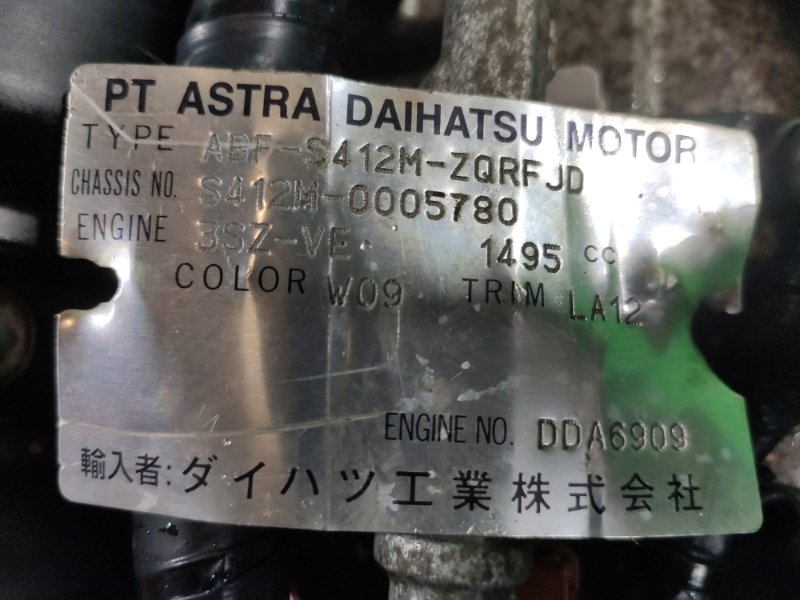 PT ASTRA DAIHATSU MOTOR
TYPE ABF-S412M-ZQRFJD
CHASSIS NO. S412M-0005780
ENGINE 3SZ-VE 1495 cc
COLOR W09 TRIM LA12
ENGINE NO. DDA6909
輸入者: ダイハツ工業株式会社